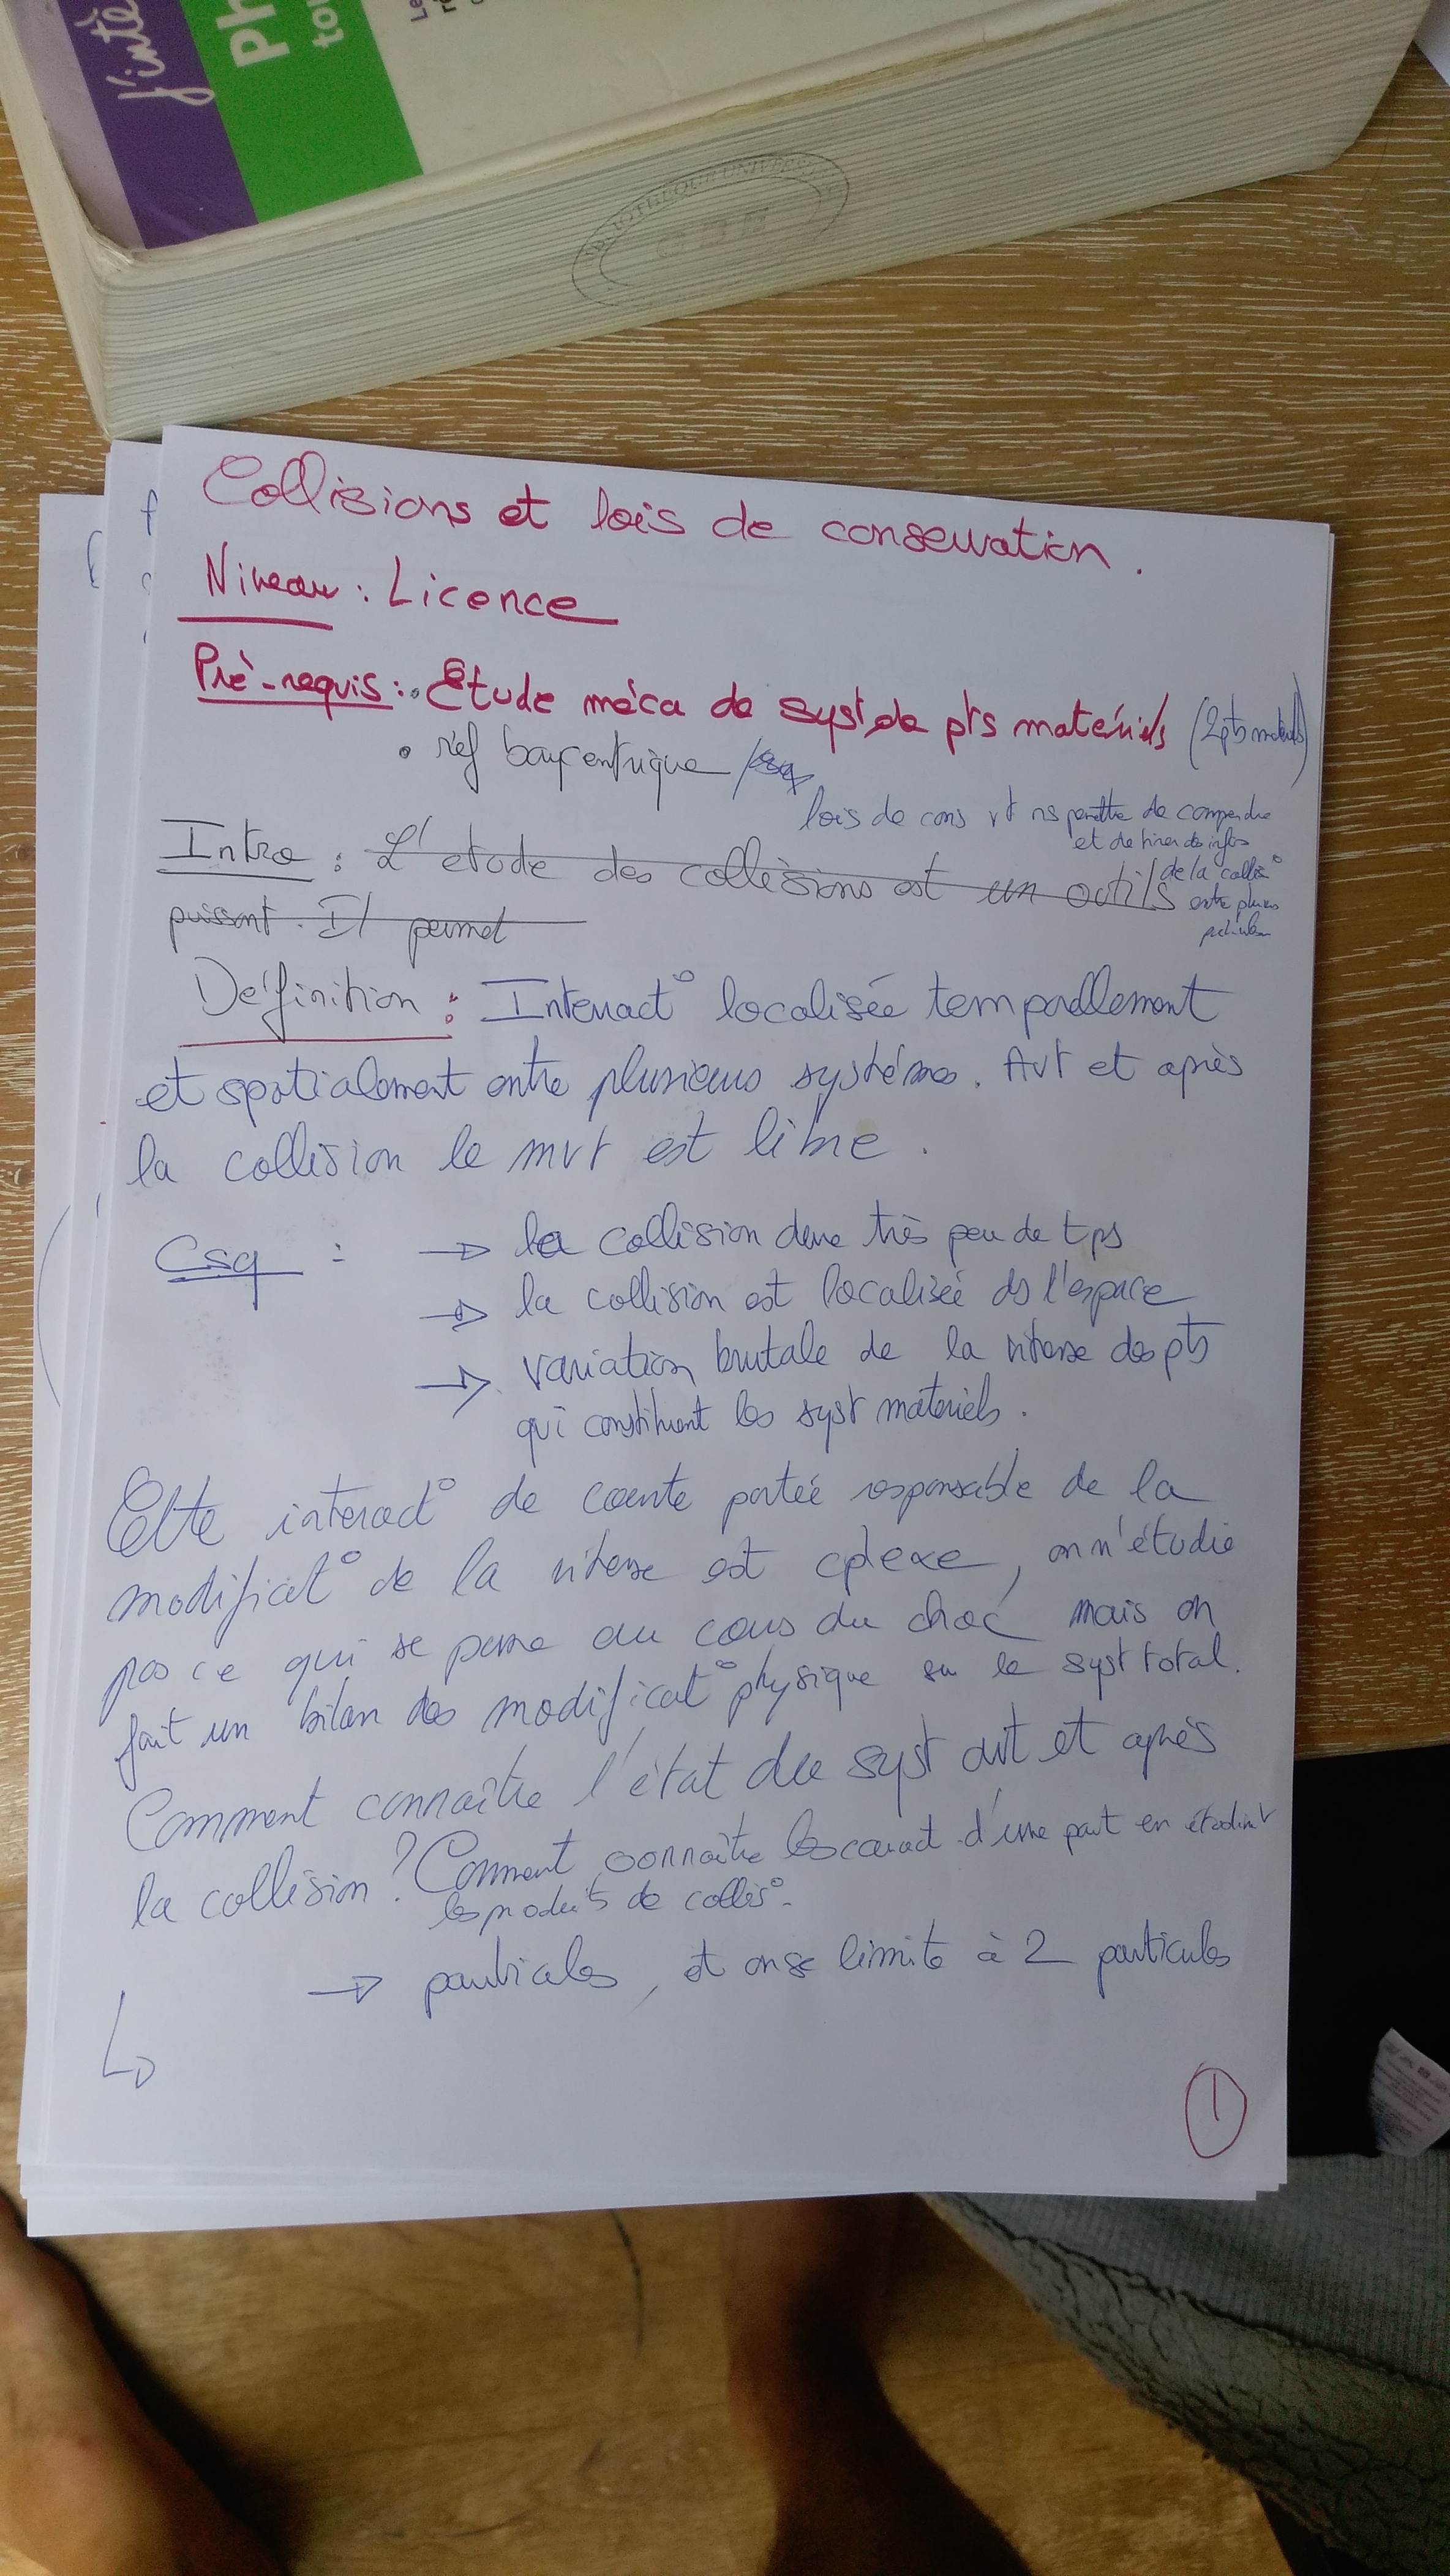 j'intè
Ph
tou
Le
BIBLIOTHEQUE UNIVER
Collisions et lois de conservation.
Niveau : Licence
Pré-requis : • Etude méca de syst de pts matériels (2 pts matériels)
• réf barycentrique /
lois de cons vt ns permettre de comprendre
et de tirer des infos
de la collis°
entre plusieurs
particules
Intro : L'etude des collisions est un outils
puissant. Il permet
Définition : Interact° localisée temporellement
et spatialement entre plusieurs systémes. Avt et après
la collision le mvt est libre.
Csq : → la collision dure très peu de tps
→ la collision est localisée ds l'espace
→ variation brutale de la vitesse des pts
qui constituent les syst matériels.
Cette interact° de courte portée responsable de la
modificat° de la vitesse est cplexe, on n'étudie
pas ce qui se passe au cours du choc mais on
fait un bilan des modificat° physique sur le syst total.
Comment connaître l'état du syst avt et après
la collision ? Comment connaître les caract d'une part en étudiant
les produits de collis°.
→ particules, et on se limite à 2 particules
1